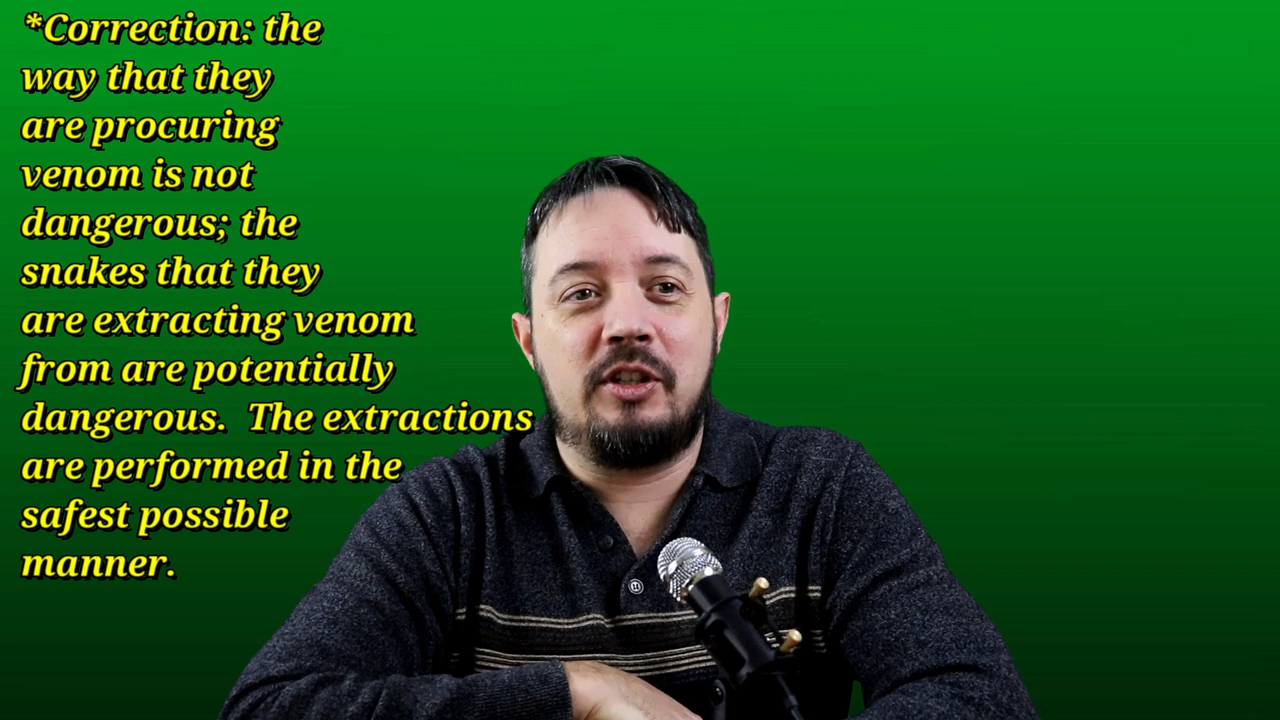 *Correction: the
way that they
are procuring
venom is not
dangerous; the
snakes that they
are extracting venom
from are potentially
dangerous.  The extractions
are performed in the
safest possible
manner.